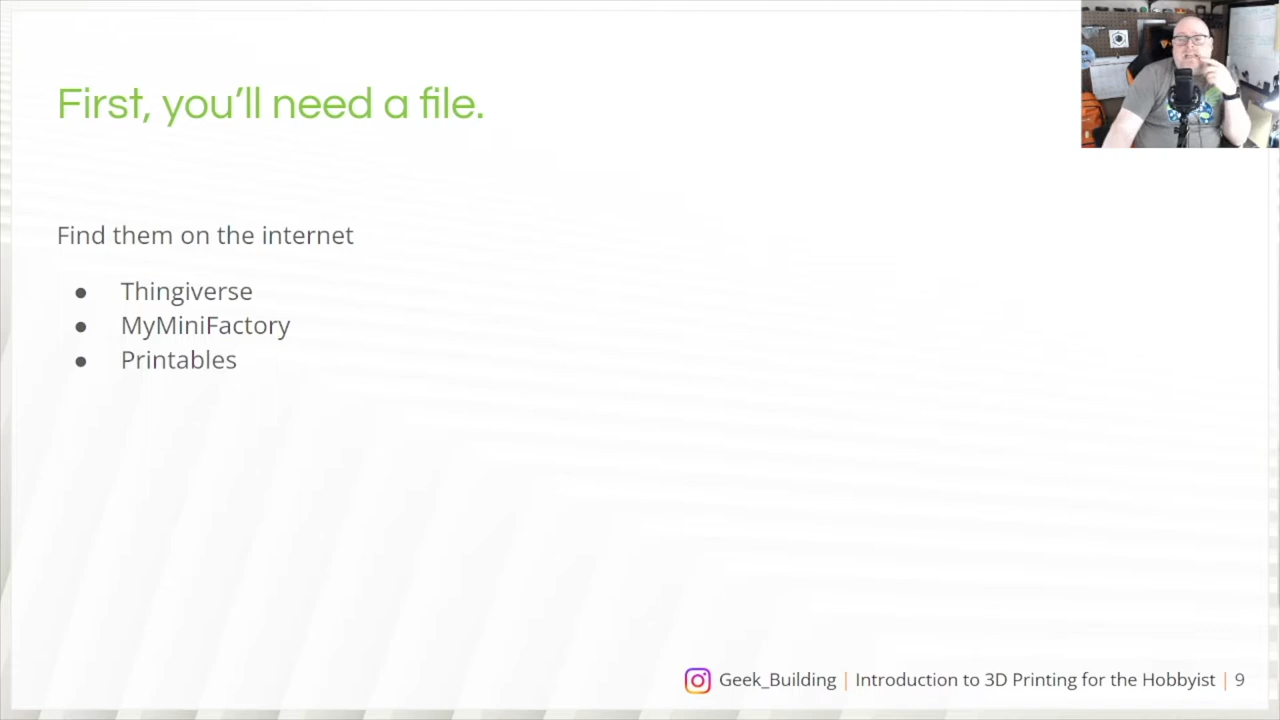 First, you’ll need a file.
Find them on the internet
● Thingiverse
● MyMiniFactory
● Printables
Geek_Building | Introduction to 3D Printing for the Hobbyist | 9